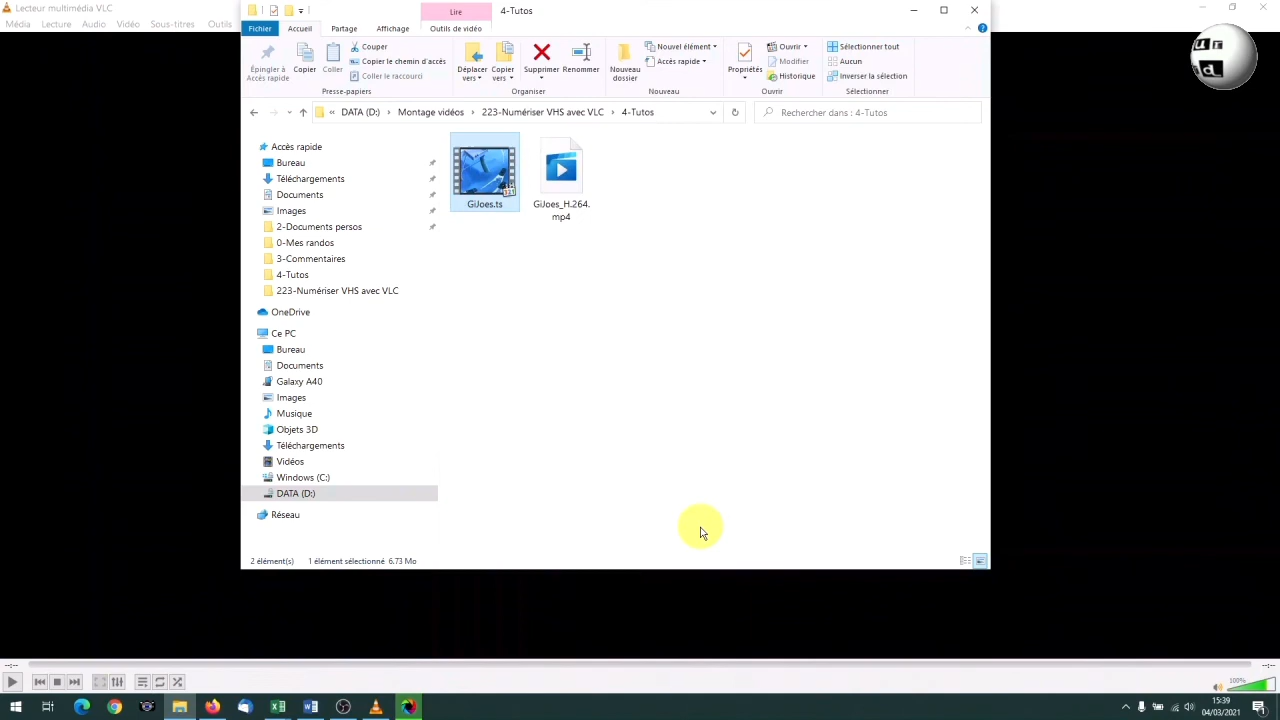 Lecteur multimédia VLC
Média Lecture Audio Vidéo Sous-titres Outils
Lire
4-Tutos
Fichier Accueil Partage Affichage Outils de vidéo
Épingler à Accès rapide
Copier
Coller
Couper
Copier le chemin d'accès
Coller le raccourci
Presse-papiers
Déplacer vers
Copier vers
Supprimer
Renommer
Organiser
Nouveau dossier
Nouvel élément
Accès rapide
Nouveau
Propriétés
Ouvrir
Modifier
Historique
Ouvrir
Sélectionner tout
Aucun
Inverser la sélection
Sélectionner
« DATA (D:) > Montage vidéos > 223-Numériser VHS avec VLC > 4-Tutos
Rechercher dans : 4-Tutos
Accès rapide
Bureau
Téléchargements
Documents
Images
2-Documents persos
0-Mes randos
3-Commentaires
4-Tutos
223-Numériser VHS avec VLC
OneDrive
Ce PC
Bureau
Documents
Galaxy A40
Images
Musique
Objets 3D
Téléchargements
Vidéos
Windows (C:)
DATA (D:)
Réseau
GiJoes.ts
GiJoes_H.264.
mp4
2 élément(s) 1 élément sélectionné 6.73 Mo
--:-- --:--
100%
15:39
04/03/2021